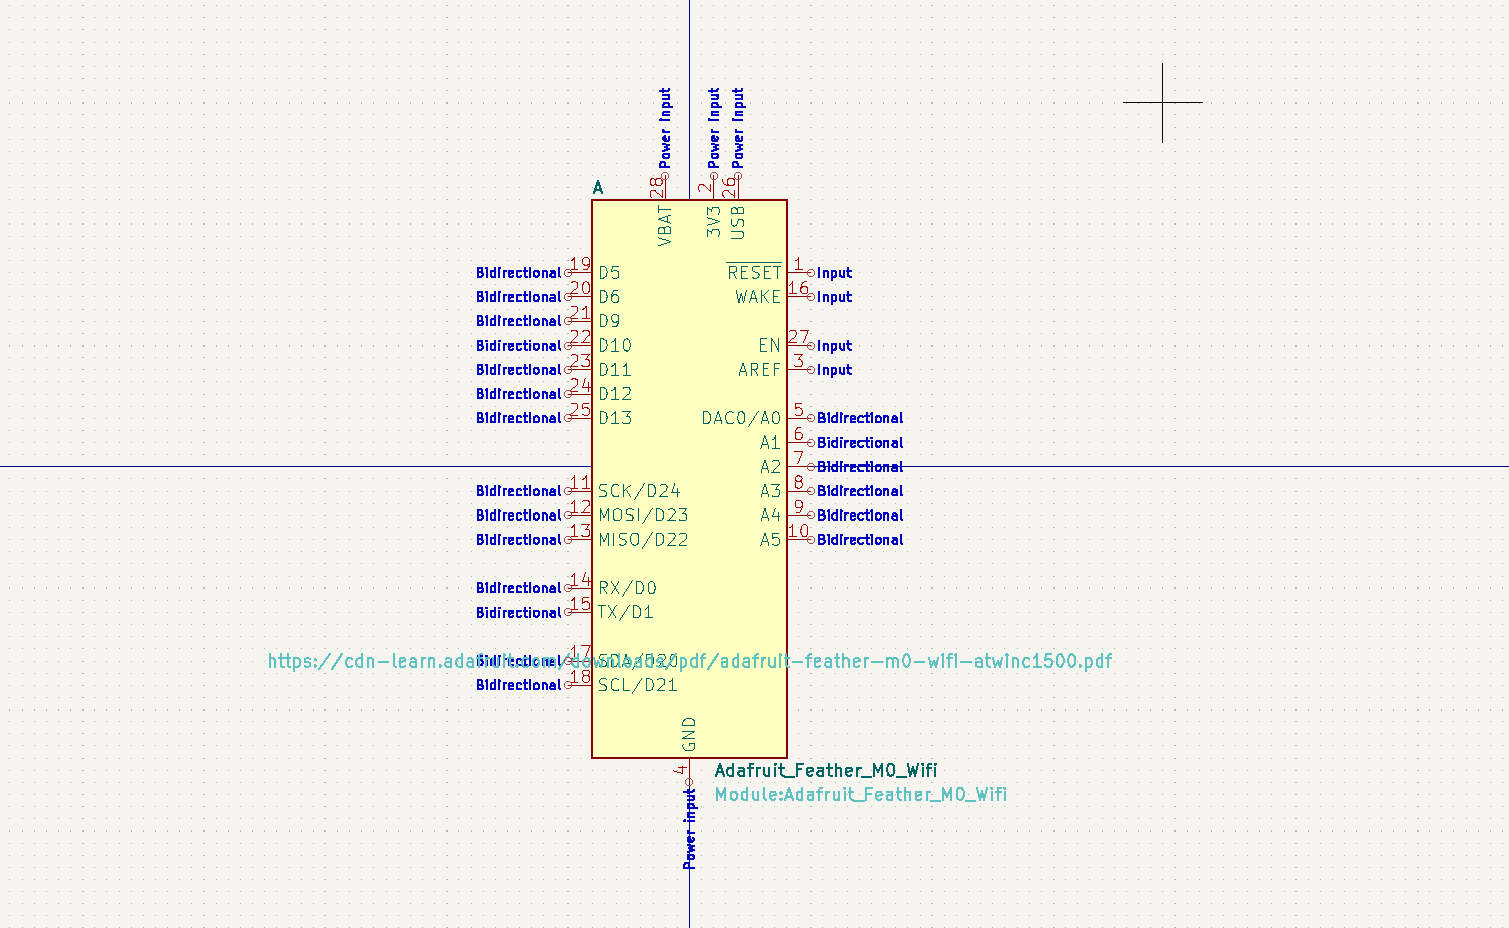 Power Input
Power Input
Power Input
A
28
2
26
VBAT
3V3
USB
Bidirectional 19 D5
RESET 1 Input
Bidirectional 20 D6
WAKE 16 Input
Bidirectional 21 D9
Bidirectional 22 D10
EN 27 Input
Bidirectional 23 D11
AREF 3 Input
Bidirectional 24 D12
Bidirectional 25 D13
DAC0/A0 5 Bidirectional
A1 6 Bidirectional
A2 7 Bidirectional
Bidirectional 11 SCK/D24
A3 8 Bidirectional
Bidirectional 12 MOSI/D23
A4 9 Bidirectional
Bidirectional 13 MISO/D22
A5 10 Bidirectional
Bidirectional 14 RX/D0
Bidirectional 15 TX/D1
Bidirectional 17 SDA/D20
https://cdn-learn.adafruit.com/downloads/pdf/adafruit-feather-m0-wifi-atwinc1500.pdf
Bidirectional 18 SCL/D21
GND
4
Power input
Adafruit_Feather_M0_Wifi
Module:Adafruit_Feather_M0_Wifi